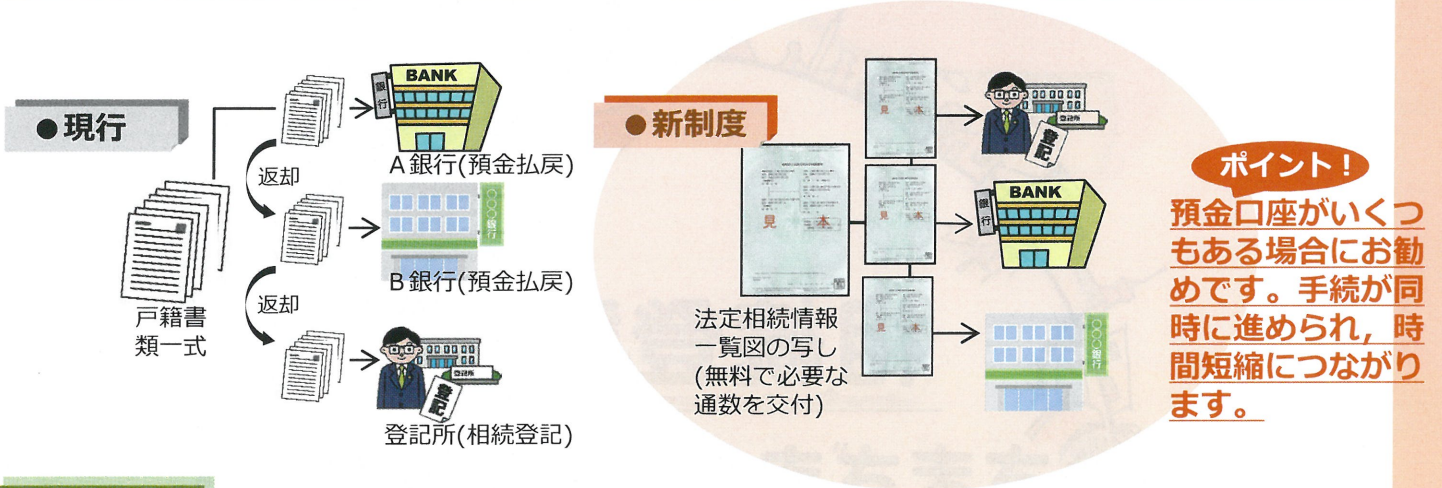 ●現行
BANK
銀行
A銀行(預金払戻)
返却
〇〇〇銀行
B銀行(預金払戻)
返却
戸籍書
類一式
登記所
登記
登記所(相続登記)
●新制度
見本
法定相続情報
一覧図の写し
(無料で必要な
通数を交付)
見本
登記所
登記
見本
BANK
銀行
見本
〇〇〇銀行
ポイント!
預金口座がいくつ
もある場合にお勧
めです。手続が同
時に進められ，時
間短縮につながり
ます。